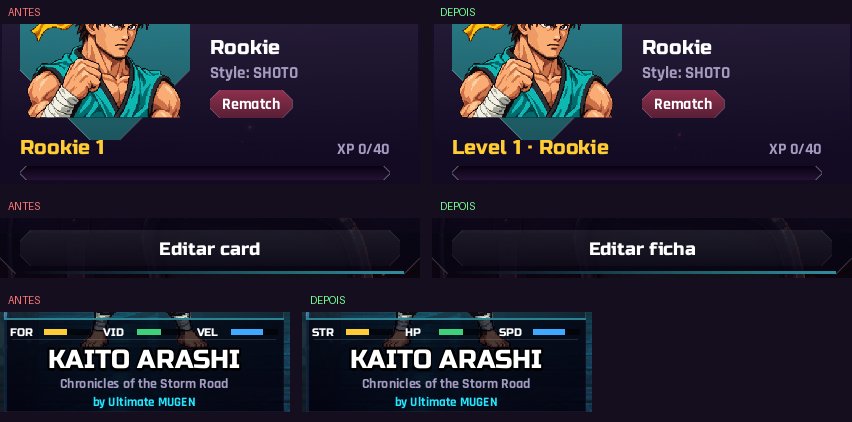 ANTES
DEPOIS
Rookie
Style: SHOTO
Rematch
Rookie 1
XP 0/40
Rookie
Style: SHOTO
Rematch
Level 1 · Rookie
XP 0/40
ANTES
DEPOIS
Editar card
Editar ficha
ANTES
DEPOIS
FOR VID VEL
KAITO ARASHI
Chronicles of the Storm Road
by Ultimate MUGEN
STR HP SPD
KAITO ARASHI
Chronicles of the Storm Road
by Ultimate MUGEN